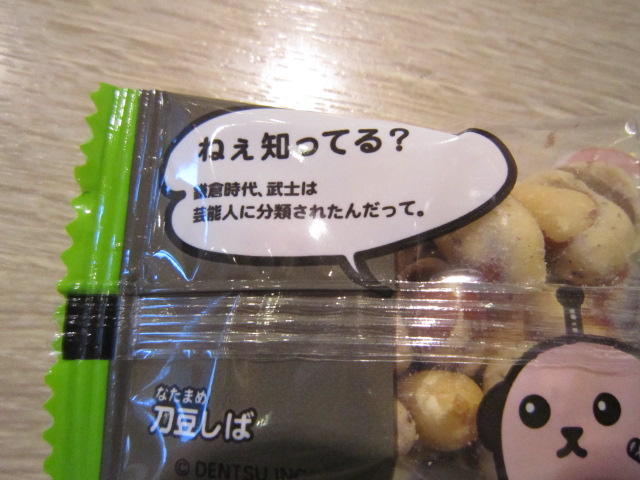 ねぇ知ってる?
鎌倉時代、武士は
芸能人に分類されたんだって。
なたまめ
刀豆しば
© DENTSU INC